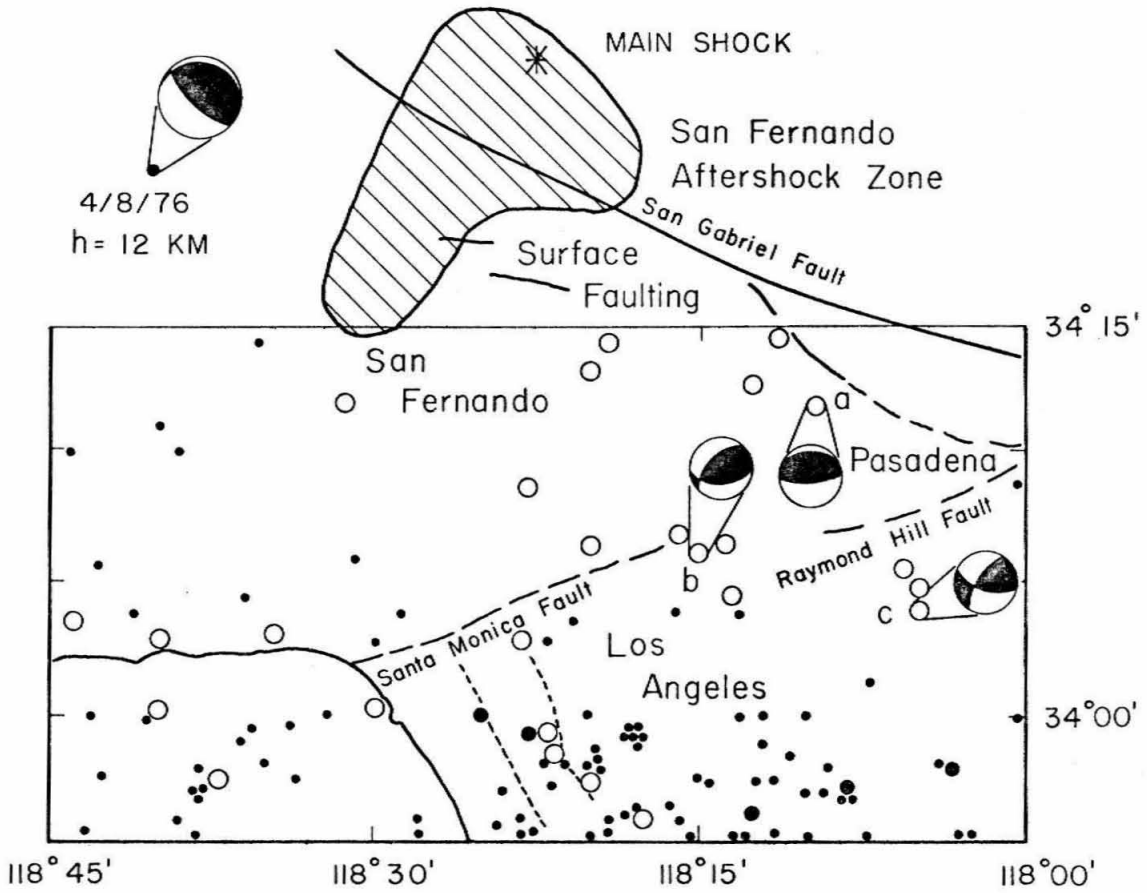 MAIN SHOCK
San Fernando
Aftershock Zone
4/8/76
h= 12 KM
San Gabriel Fault
Surface
Faulting
34° 15'
San
Fernando
a
Pasadena
Raymond Hill Fault
b
c
Santa Monica Fault
Los
Angeles
34° 00'
118° 45'
118° 30'
118° 15'
118° 00'